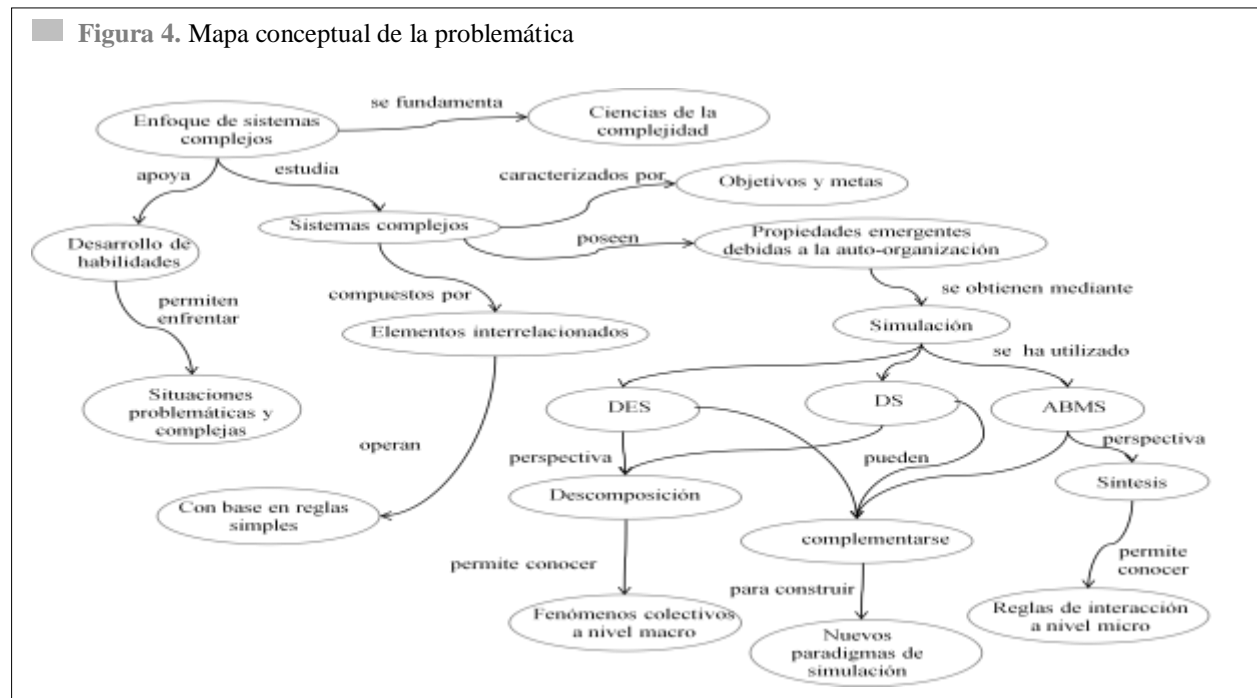 Figura 4. Mapa conceptual de la problemática
se fundamenta
Enfoque de sistemas
complejos
Ciencias de la
complejidad
apoya
estudia
caracterizados por
Objetivos y metas
Desarrollo de
habilidades
Sistemas complejos
poseen
Propiedades emergentes
debidas a la auto-organización
permiten
enfrentar
compuestos por
se obtienen mediante
Elementos interrelacionados
Simulación
se ha utilizado
Situaciones
problemáticas y
complejas
DES
DS
ABMS
operan
perspectiva
pueden
perspectiva
Con base en reglas
simples
Descomposición
Síntesis
complementarse
permite conocer
para construir
permite
conocer
Fenómenos colectivos
a nivel macro
Nuevos
paradigmas de
simulación
Reglas de interacción
a nivel micro